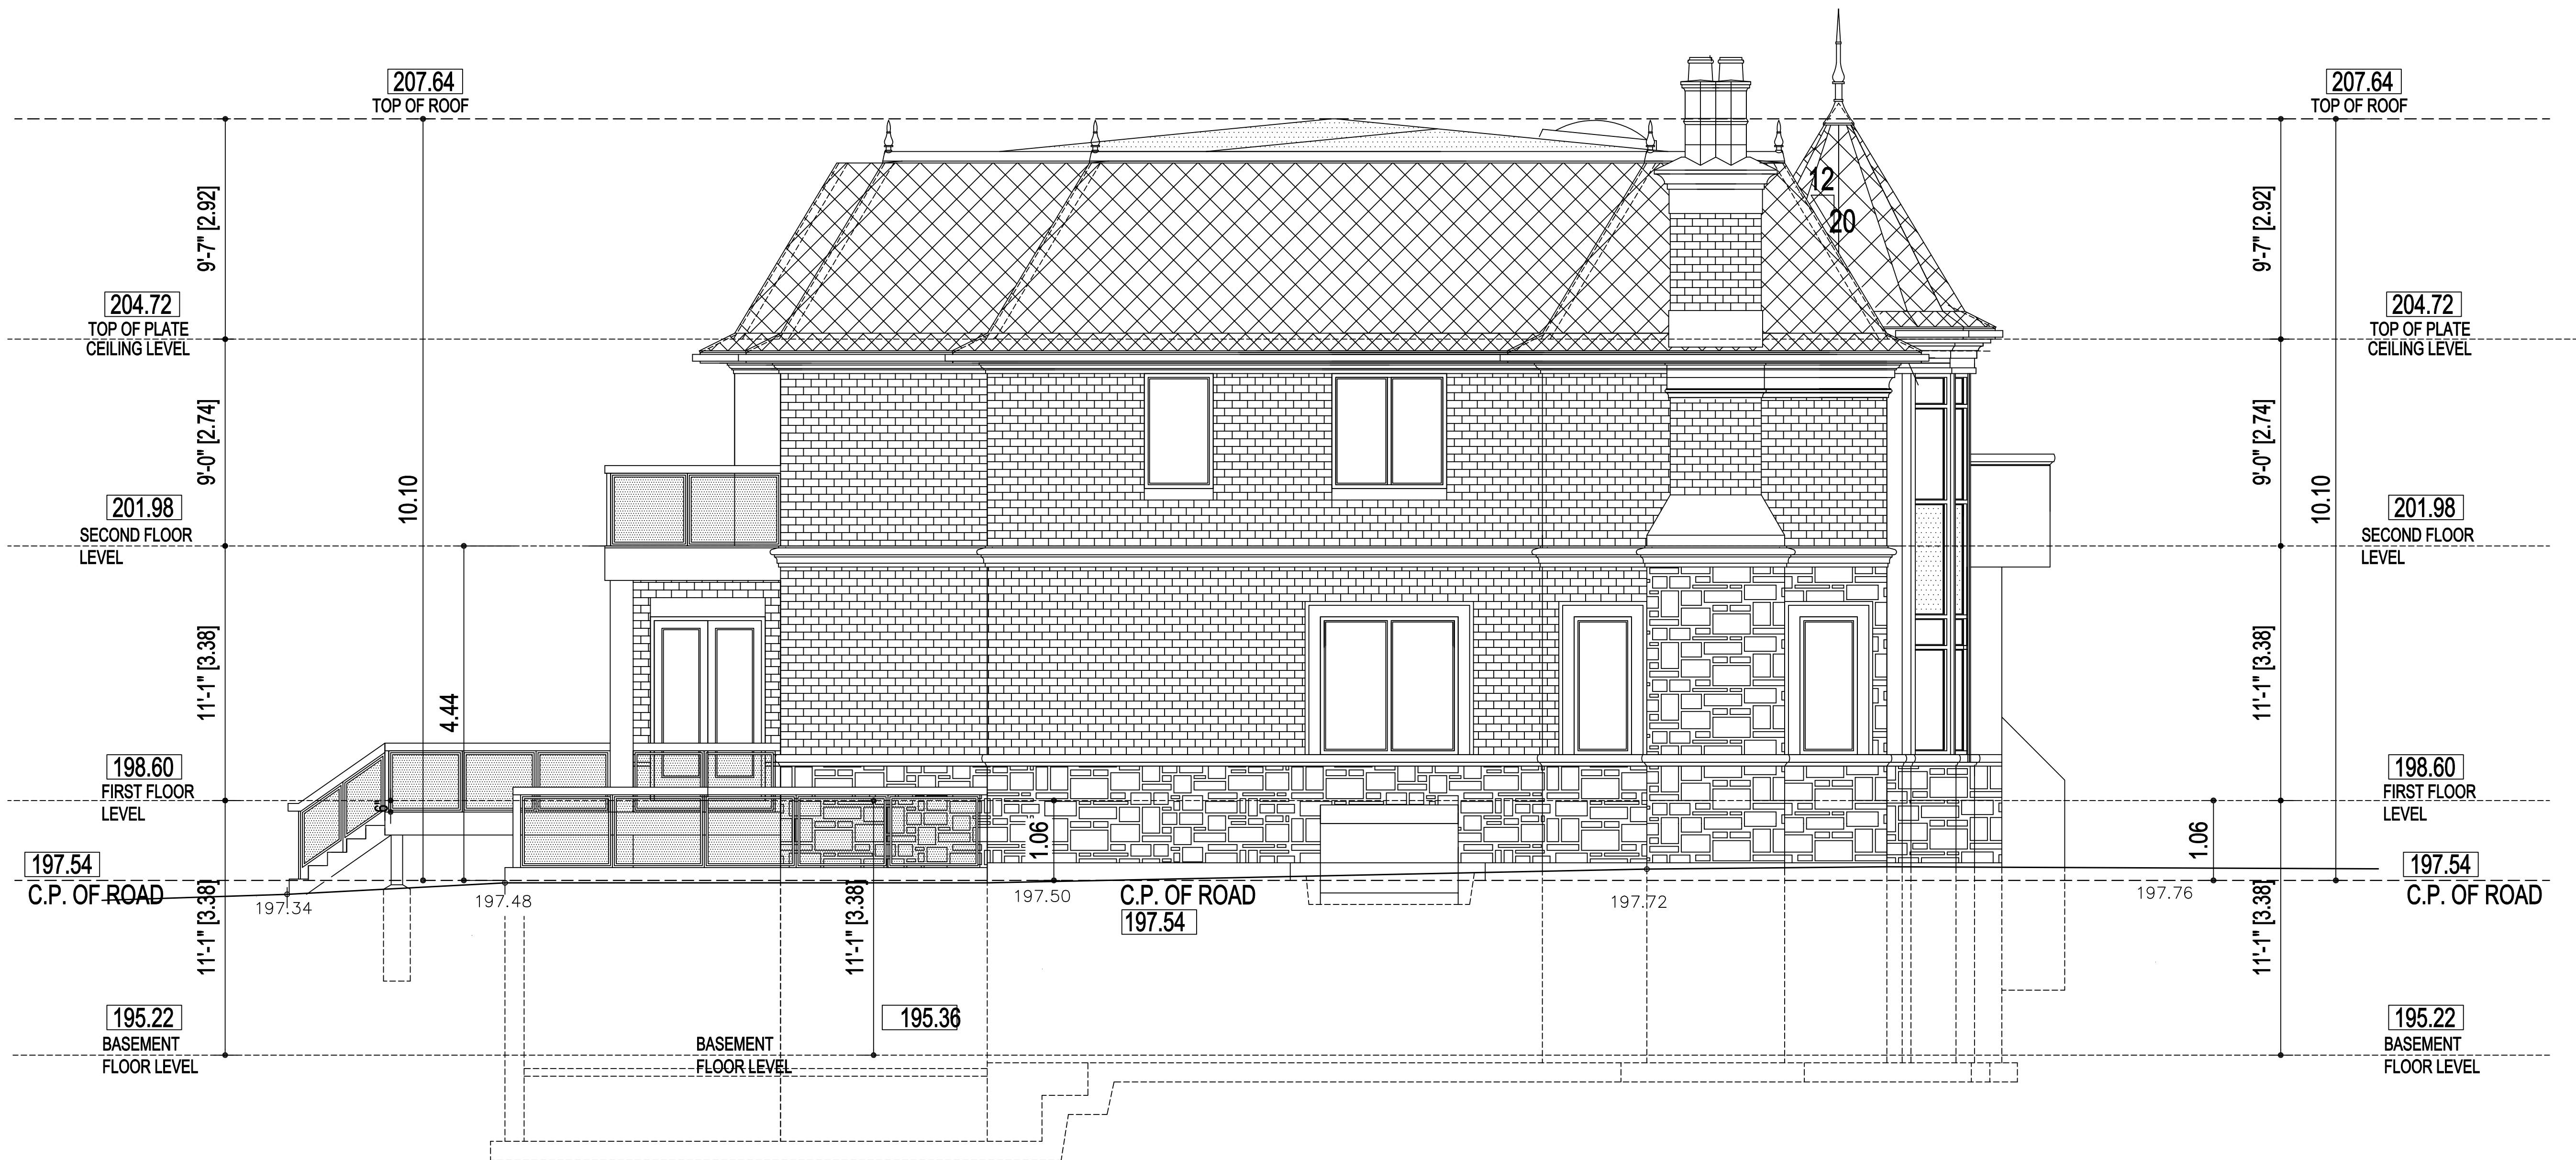 207.64
TOP OF ROOF
207.64
TOP OF ROOF
9'-7" [2.92]
12
20
9'-7" [2.92]
204.72
TOP OF PLATE
CEILING LEVEL
204.72
TOP OF PLATE
CEILING LEVEL
9'-0" [2.74]
10.10
9'-0" [2.74]
10.10
201.98
SECOND FLOOR
LEVEL
201.98
SECOND FLOOR
LEVEL
11'-1" [3.38]
4.44
11'-1" [3.38]
198.60
FIRST FLOOR
LEVEL
6"
1.06
198.60
FIRST FLOOR
LEVEL
1.06
197.54
C.P. OF ROAD
197.34
197.48
197.50
C.P. OF ROAD
197.54
197.72
197.76
197.54
C.P. OF ROAD
11'-1" [3.38]
11'-1" [3.38]
11'-1" [3.38]
195.22
BASEMENT
FLOOR LEVEL
195.36
BASEMENT
FLOOR LEVEL
195.22
BASEMENT
FLOOR LEVEL